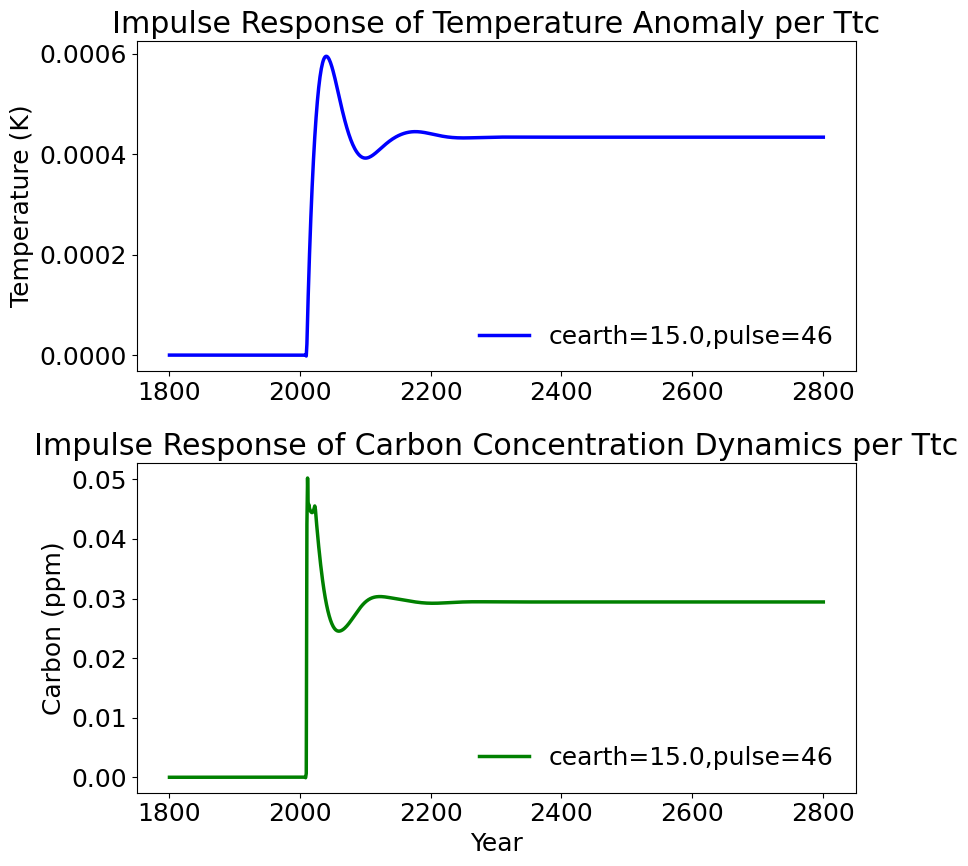 Impulse Response of Temperature Anomaly per Ttc
0.0006
0.0004
0.0002
0.0000
Temperature (K)
cearth=15.0,pulse=46
1800 2000 2200 2400 2600 2800
Impulse Response of Carbon Concentration Dynamics per Ttc
0.05
0.04
0.03
0.02
0.01
0.00
Carbon (ppm)
cearth=15.0,pulse=46
1800 2000 2200 2400 2600 2800
Year